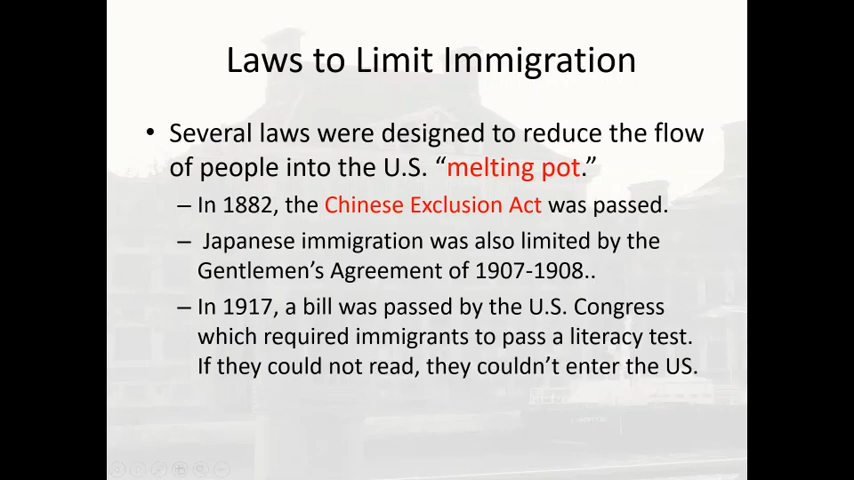 Laws to Limit Immigration
• Several laws were designed to reduce the flow
of people into the U.S. “melting pot.”
– In 1882, the Chinese Exclusion Act was passed.
– Japanese immigration was also limited by the
Gentlemen’s Agreement of 1907-1908..
– In 1917, a bill was passed by the U.S. Congress
which required immigrants to pass a literacy test.
If they could not read, they couldn’t enter the US.